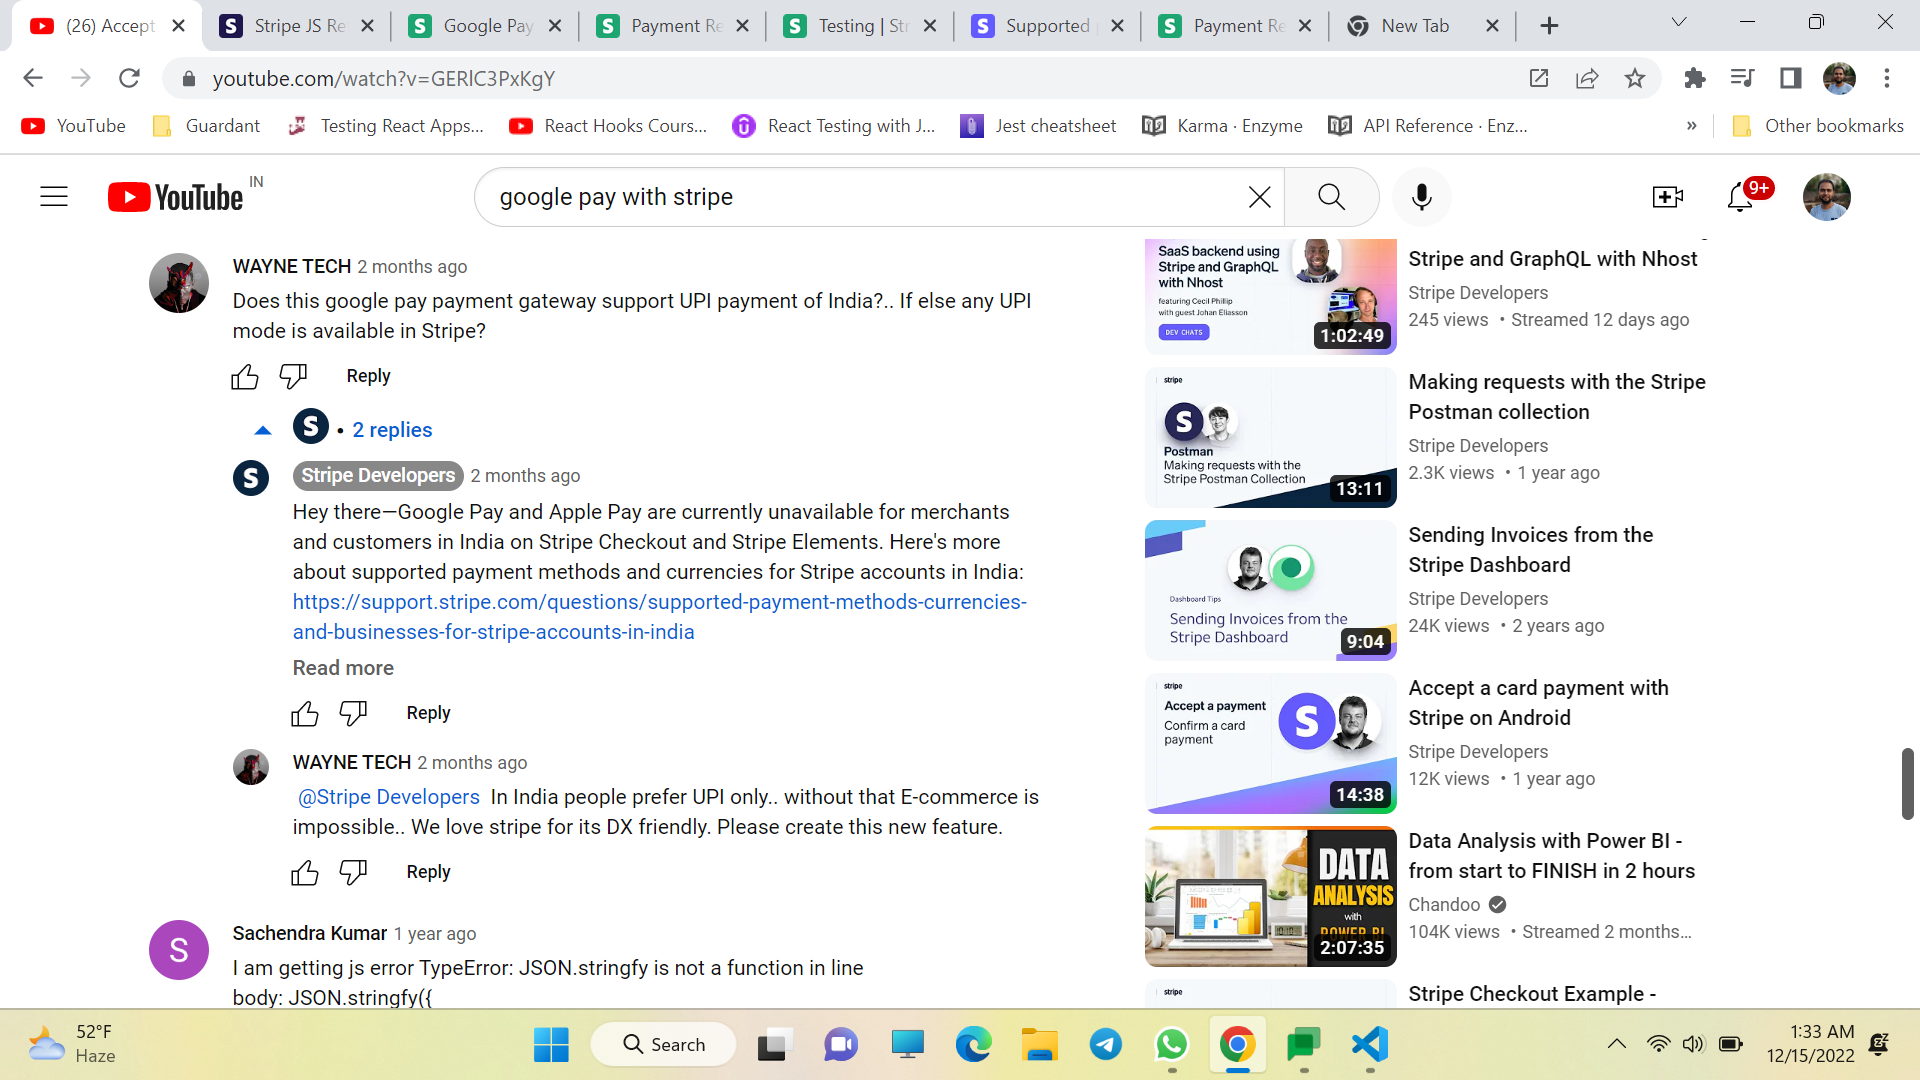 (26) Accept
Stripe JS Re
Google Pay
Payment Re
Testing | Str
Supported
Payment Re
New Tab
youtube.com/watch?v=GERlC3PxKgY
YouTube
Guardant
Testing React Apps...
React Hooks Cours...
React Testing with J...
Jest cheatsheet
Karma · Enzyme
API Reference · Enz...
»
Other bookmarks
YouTube IN
google pay with stripe
9+
WAYNE TECH 2 months ago
Does this google pay payment gateway support UPI payment of India?.. If else any UPI
mode is available in Stripe?
Reply
S • 2 replies
S
Stripe Developers 2 months ago
Hey there—Google Pay and Apple Pay are currently unavailable for merchants
and customers in India on Stripe Checkout and Stripe Elements. Here's more
about supported payment methods and currencies for Stripe accounts in India:
https://support.stripe.com/questions/supported-payment-methods-currencies-
and-businesses-for-stripe-accounts-in-india
Read more
Reply
WAYNE TECH 2 months ago
@Stripe Developers In India people prefer UPI only.. without that E-commerce is
impossible.. We love stripe for its DX friendly. Please create this new feature.
Reply
S
Sachendra Kumar 1 year ago
I am getting js error TypeError: JSON.stringfy is not a function in line
body: JSON.stringfy({
SaaS backend using
Stripe and GraphQL
with Nhost
featuring Cecil Phillip
with guest Johan Eliasson
DEV CHATS
1:02:49
Stripe and GraphQL with Nhost
Stripe Developers
245 views • Streamed 12 days ago
stripe
S
Postman
Making requests with the
Stripe Postman Collection
13:11
Making requests with the Stripe
Postman collection
Stripe Developers
2.3K views • 1 year ago
Dashboard Tips
Sending Invoices from the
Stripe Dashboard
9:04
Sending Invoices from the
Stripe Dashboard
Stripe Developers
24K views • 2 years ago
stripe
Accept a payment
Confirm a card
payment
S
14:38
Accept a card payment with
Stripe on Android
Stripe Developers
12K views • 1 year ago
DATA
ANALYSIS
with
POWER BI
2:07:35
Data Analysis with Power BI -
from start to FINISH in 2 hours
Chandoo
104K views • Streamed 2 months...
stripe
Stripe Checkout Example -
52°F
Haze
Search
1:33 AM
12/15/2022